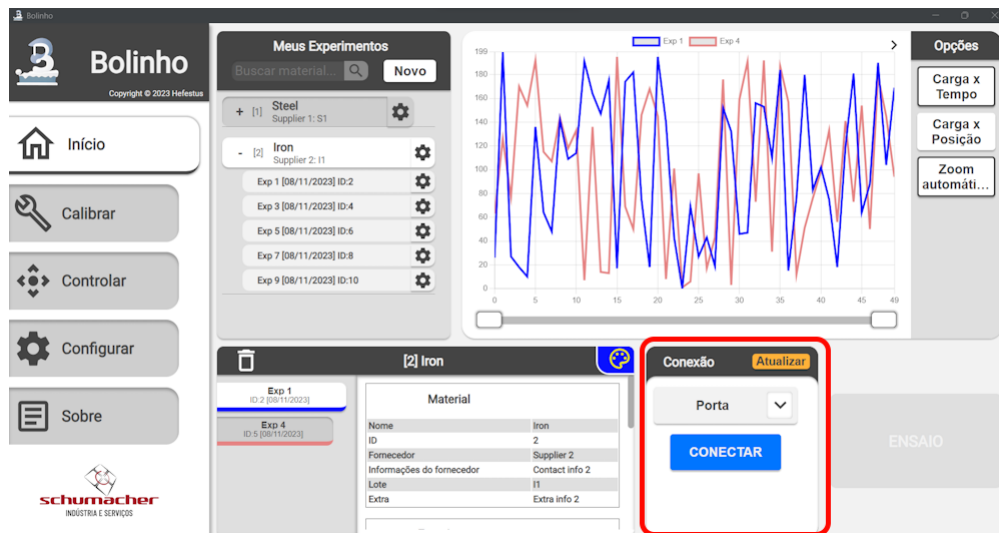 Bolinho
Bolinho
Copyright © 2023 Hefestus
Início
Calibrar
Controlar
Configurar
Sobre
schumacher
INDÚSTRIA E SERVIÇOS
Meus Experimentos
Buscar material...
Novo
+ [1] Steel
Supplier 1: S1
- [2] Iron
Supplier 2: I1
Exp 1 [08/11/2023] ID:2
Exp 3 [08/11/2023] ID:4
Exp 5 [08/11/2023] ID:6
Exp 7 [08/11/2023] ID:8
Exp 9 [08/11/2023] ID:10
Exp 1 Exp 4
199
180
160
140
120
100
80
60
40
20
0
0 5 10 15 20 25 30 35 40 45 49
Opções
Carga x
Tempo
Carga x
Posição
Zoom
automáti...
[2] Iron
Exp 1
ID:2 [08/11/2023]
Exp 4
ID:5 [08/11/2023]
Material
Nome Iron
ID 2
Fornecedor Supplier 2
Informações do fornecedor Contact info 2
Lote I1
Extra Extra info 2
Conexão
Atualizar
Porta
CONECTAR
ENSAIO